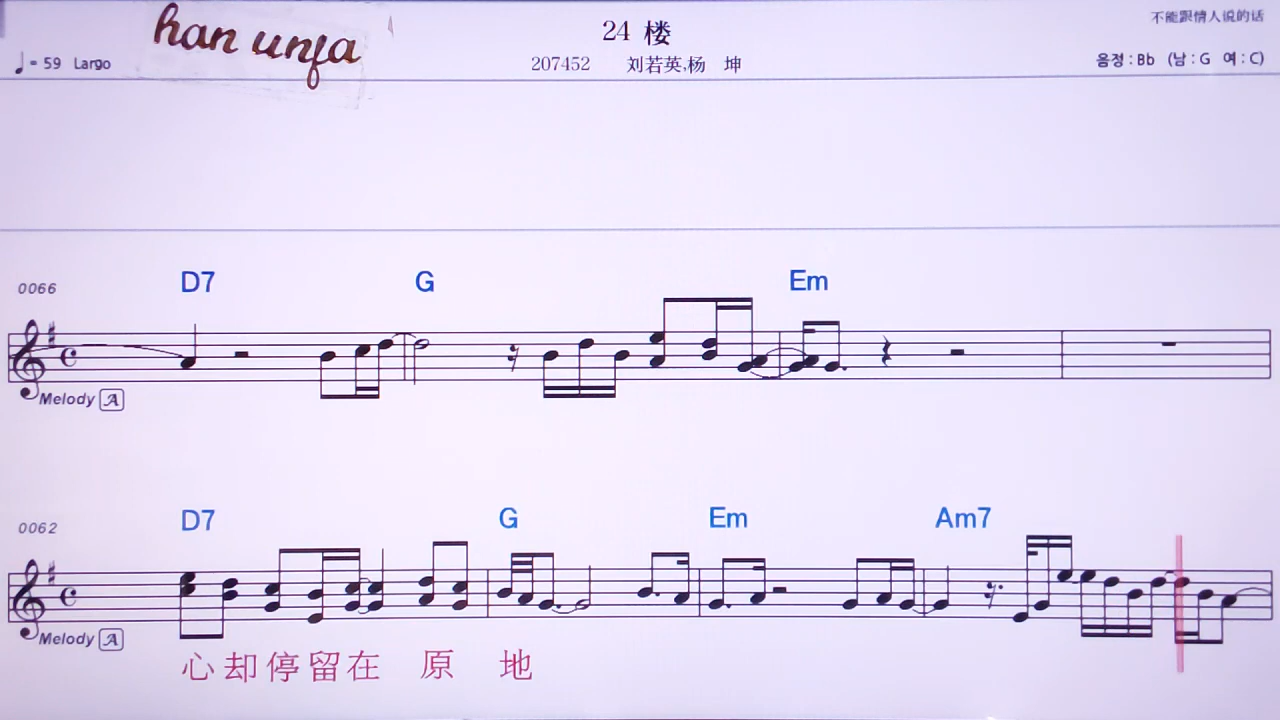 不能跟情人说的话
han unfa
24 楼
♩= 59 Largo
207452 刘若英,杨 坤
음정 : Bb (남 : G 여 : C)
D7 G Em
0066
Melody A
D7 G Em Am7
0062
Melody A
心却停留在 原 地